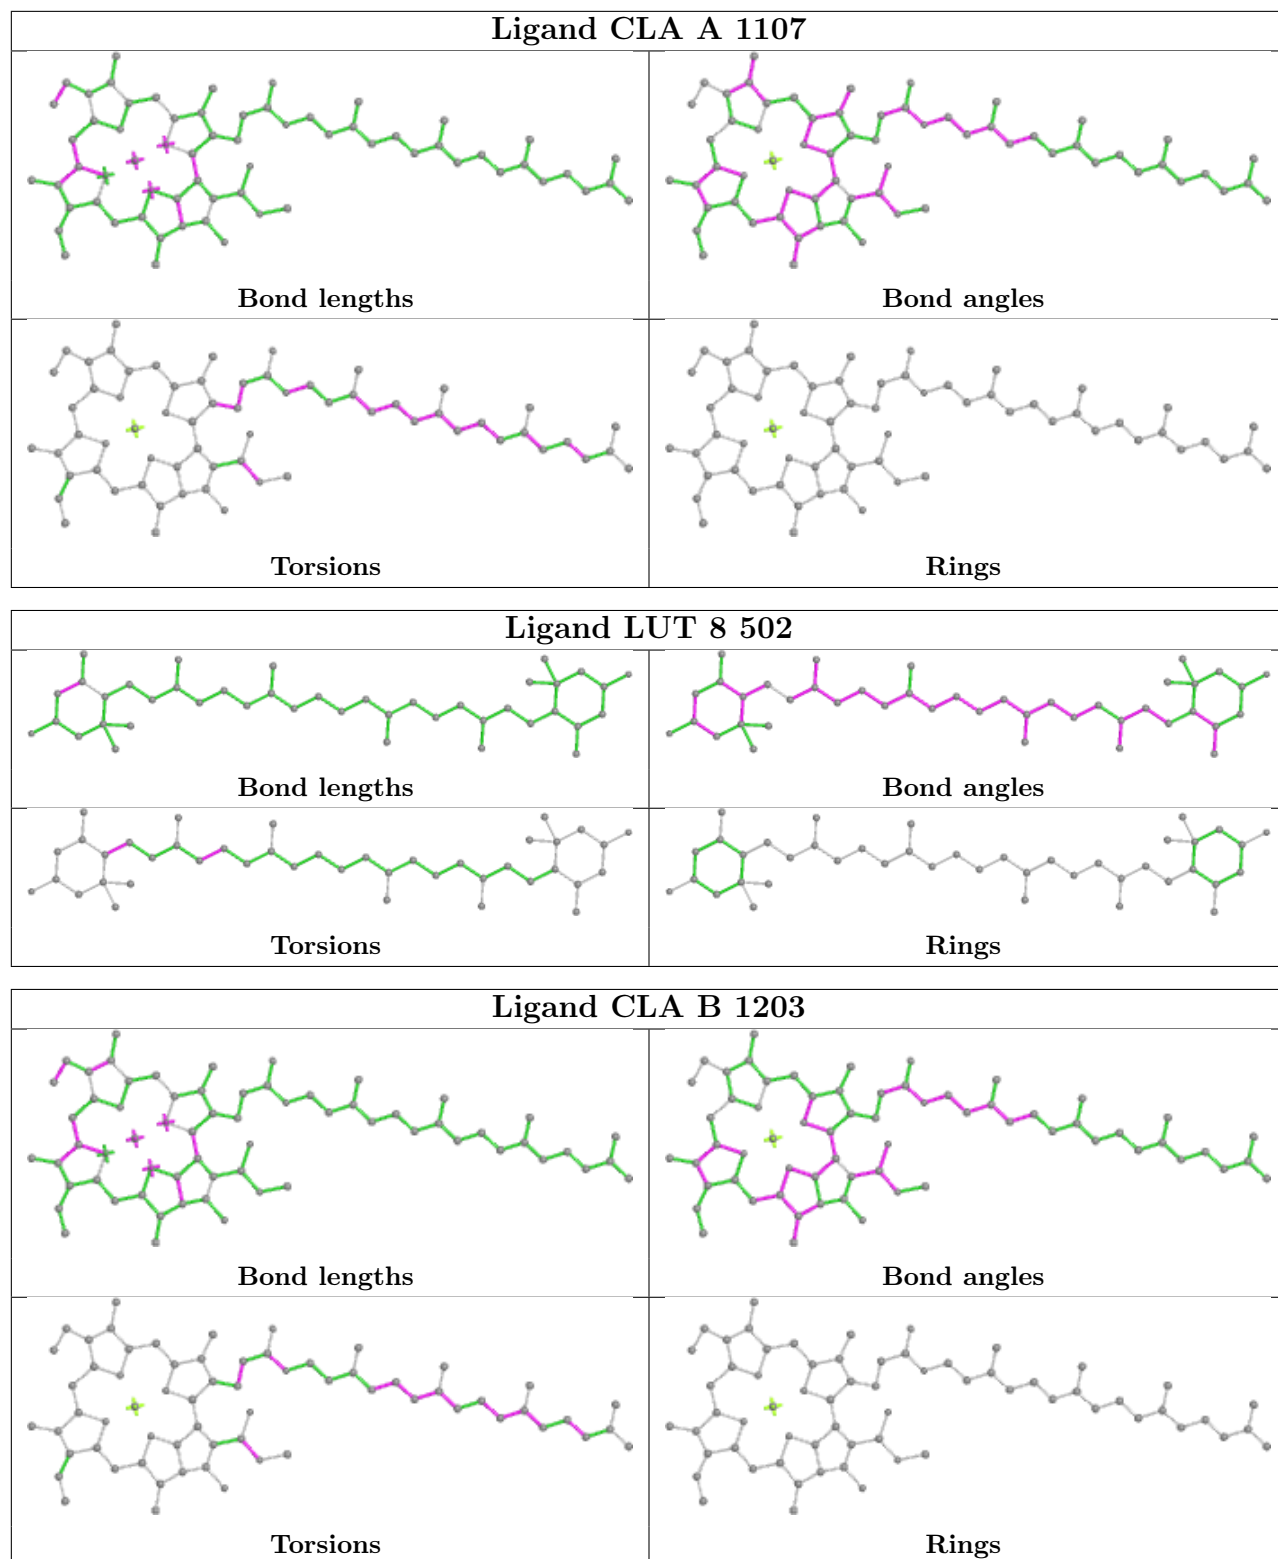 Ligand CLA A 1107
Bond lengths
Bond angles
Torsions
Rings
Ligand LUT 8 502
Bond lengths
Bond angles
Torsions
Rings
Ligand CLA B 1203
Bond lengths
Bond angles
Torsions
Rings